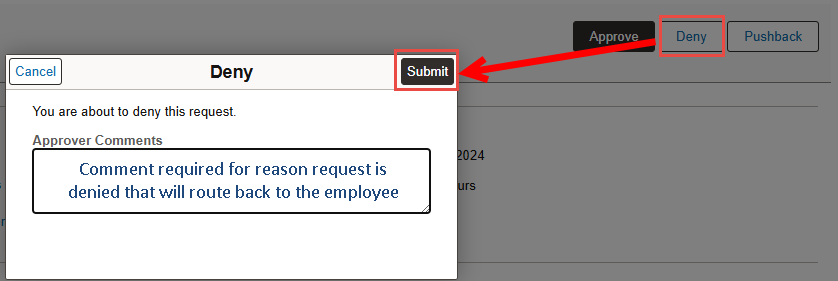 Approve Deny Pushback
Cancel Deny Submit
You are about to deny this request.
Approver Comments
Comment required for reason request is
denied that will route back to the employee
2024
urs